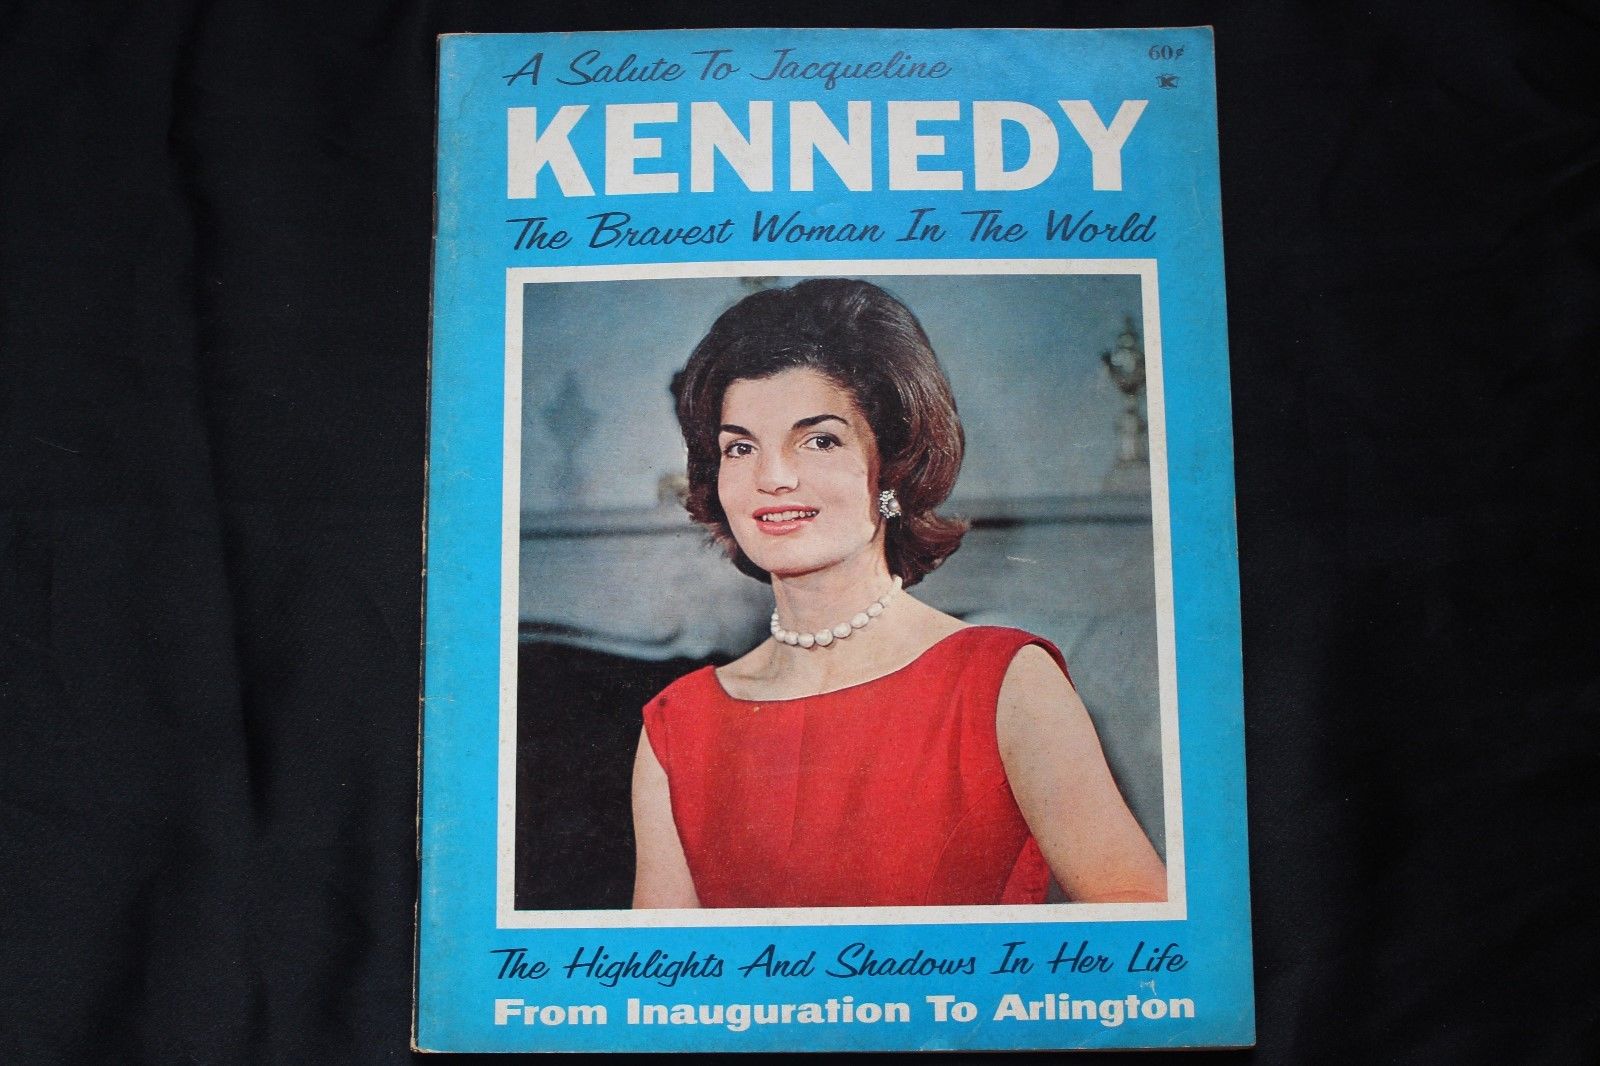 A Salute To Jacqueline
60¢
K
KENNEDY
The Bravest Woman In The World
The Highlights And Shadows In Her Life
From Inauguration To Arlington